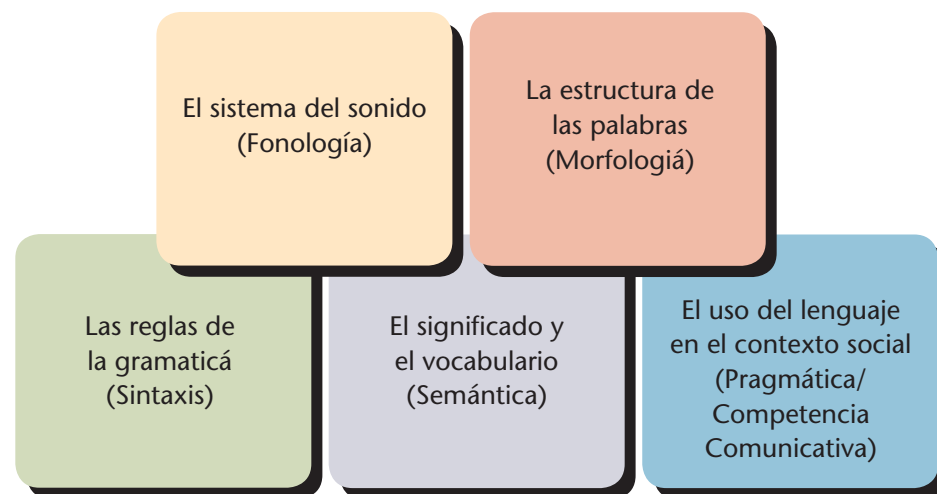 El sistema del sonido
(Fonología)
La estructura de
las palabras
(Morfologiá)
Las reglas de
la gramaticá
(Sintaxis)
El significado y
el vocabulario
(Semántica)
El uso del lenguaje
en el contexto social
(Pragmática/
Competencia
Comunicativa)